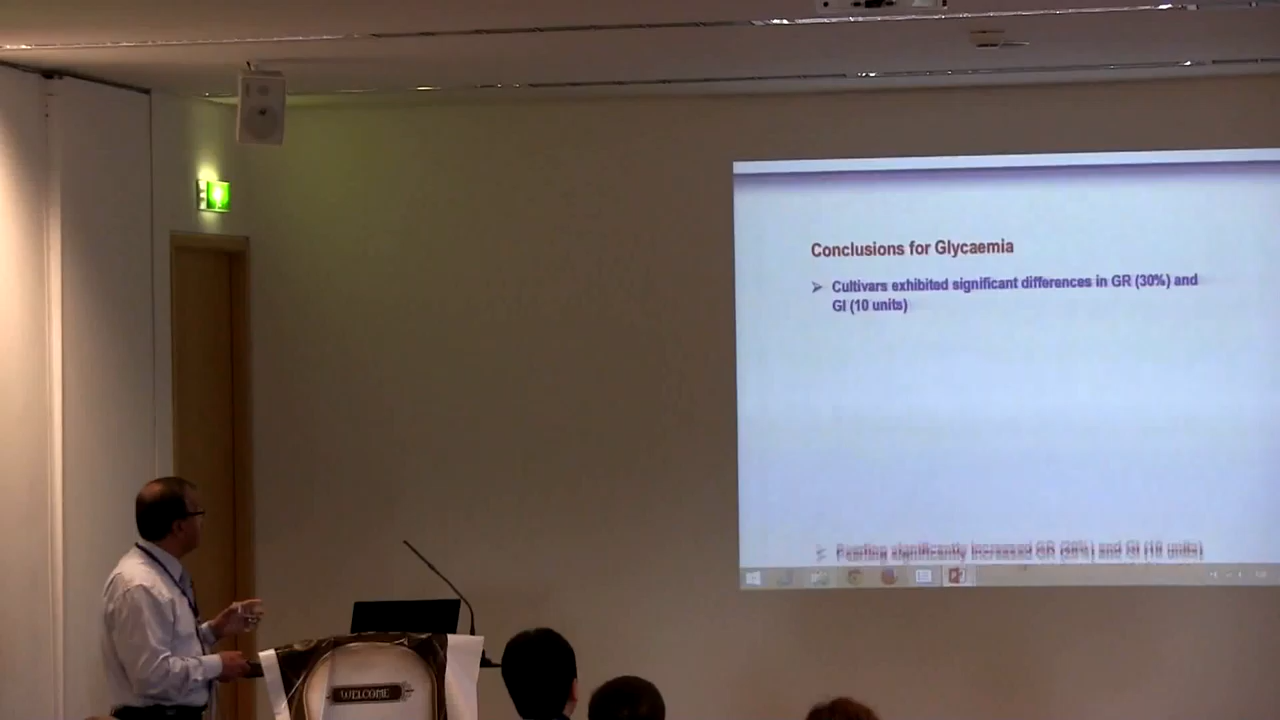 Conclusions for Glycaemia
➢ Cultivars exhibited significant differences in GR (30%) and
GI (10 units)
significantly increased GR (28%) and GI (10 units)
WELCOME